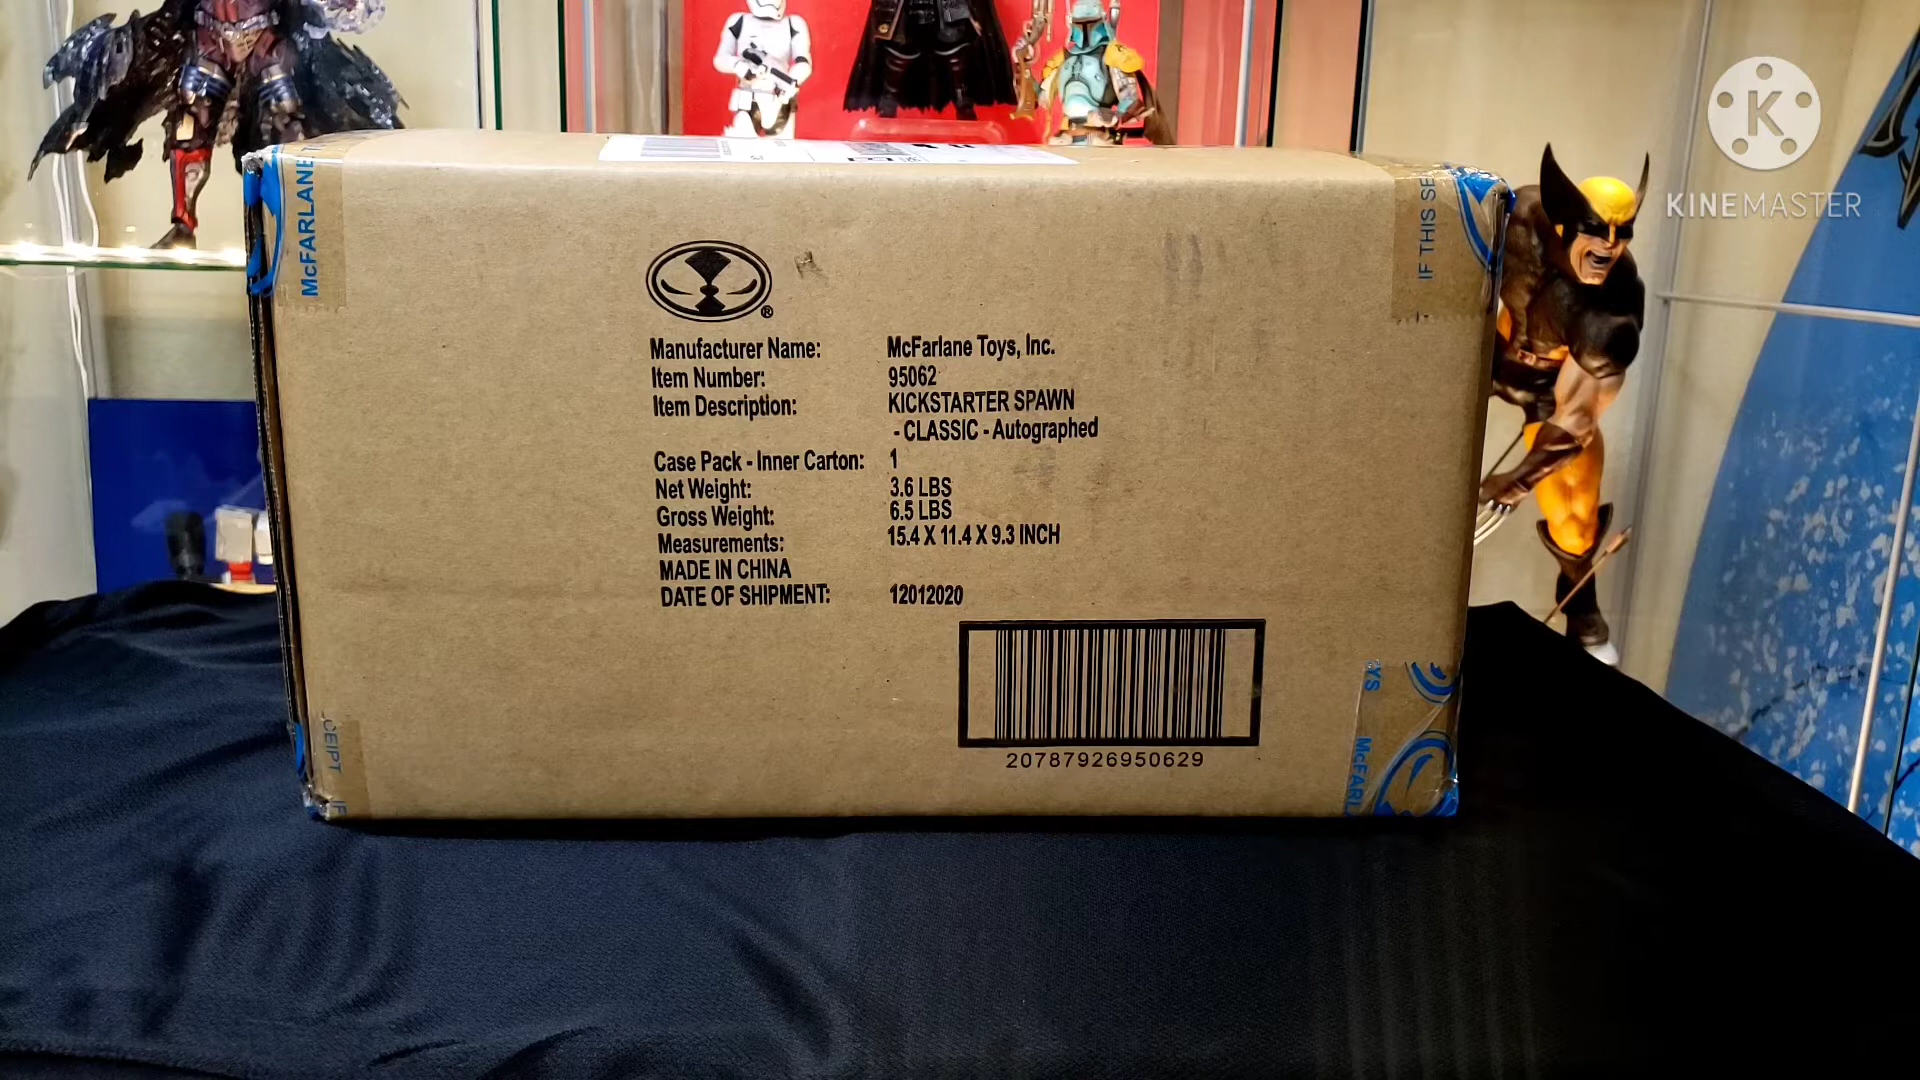 K
KINEMASTER
McFARLANE
IF THIS SE
®
Manufacturer Name: McFarlane Toys, Inc.
Item Number: 95062
Item Description: KICKSTARTER SPAWN
- CLASSIC - Autographed
Case Pack - Inner Carton: 1
Net Weight: 3.6 LBS
Gross Weight: 6.5 LBS
Measurements: 15.4 X 11.4 X 9.3 INCH
MADE IN CHINA
DATE OF SHIPMENT: 12012020
20787926950629
CEIPT
IF
YS
McFARL